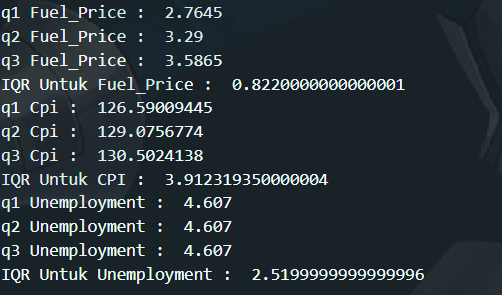 q1 Fuel_Price :  2.7645
q2 Fuel_Price :  3.29
q3 Fuel_Price :  3.5865
IQR Untuk Fuel_Price :  0.8220000000000001
q1 Cpi :  126.59009445
q2 Cpi :  129.0756774
q3 Cpi :  130.5024138
IQR Untuk CPI :  3.912319350000004
q1 Unemployment :  4.607
q2 Unemployment :  4.607
q3 Unemployment :  4.607
IQR Untuk Unemployment :  2.5199999999999996